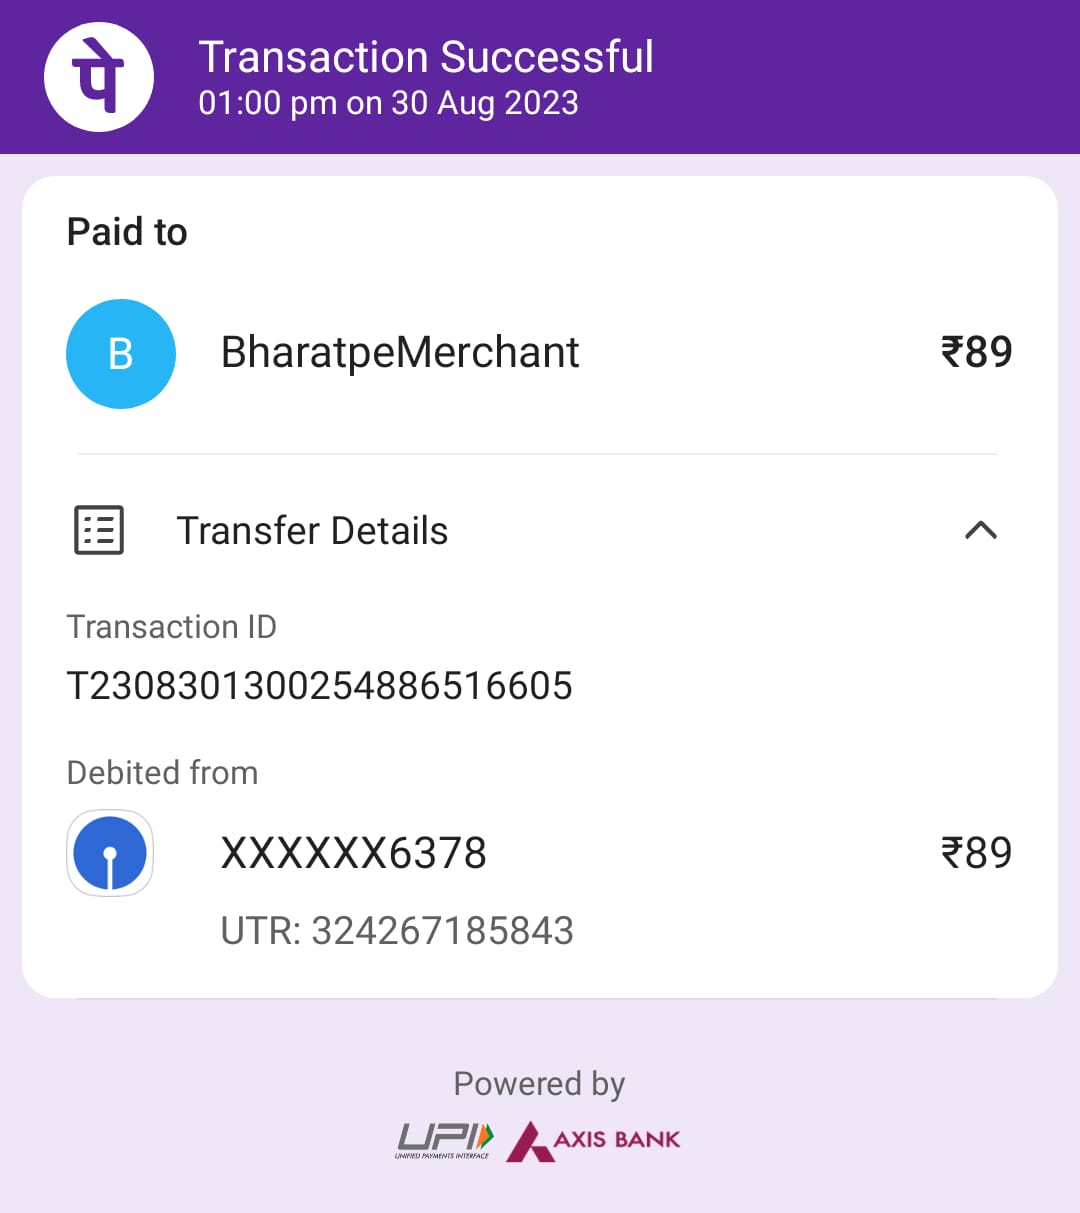 पे
Transaction Successful
01:00 pm on 30 Aug 2023
Paid to
B
BharatpeMerchant
₹89
Transfer Details
Transaction ID
T2308301300254886516605
Debited from
XXXXXX6378
₹89
UTR: 324267185843
Powered by
UPI
UNIFIED PAYMENTS INTERFACE
AXIS BANK